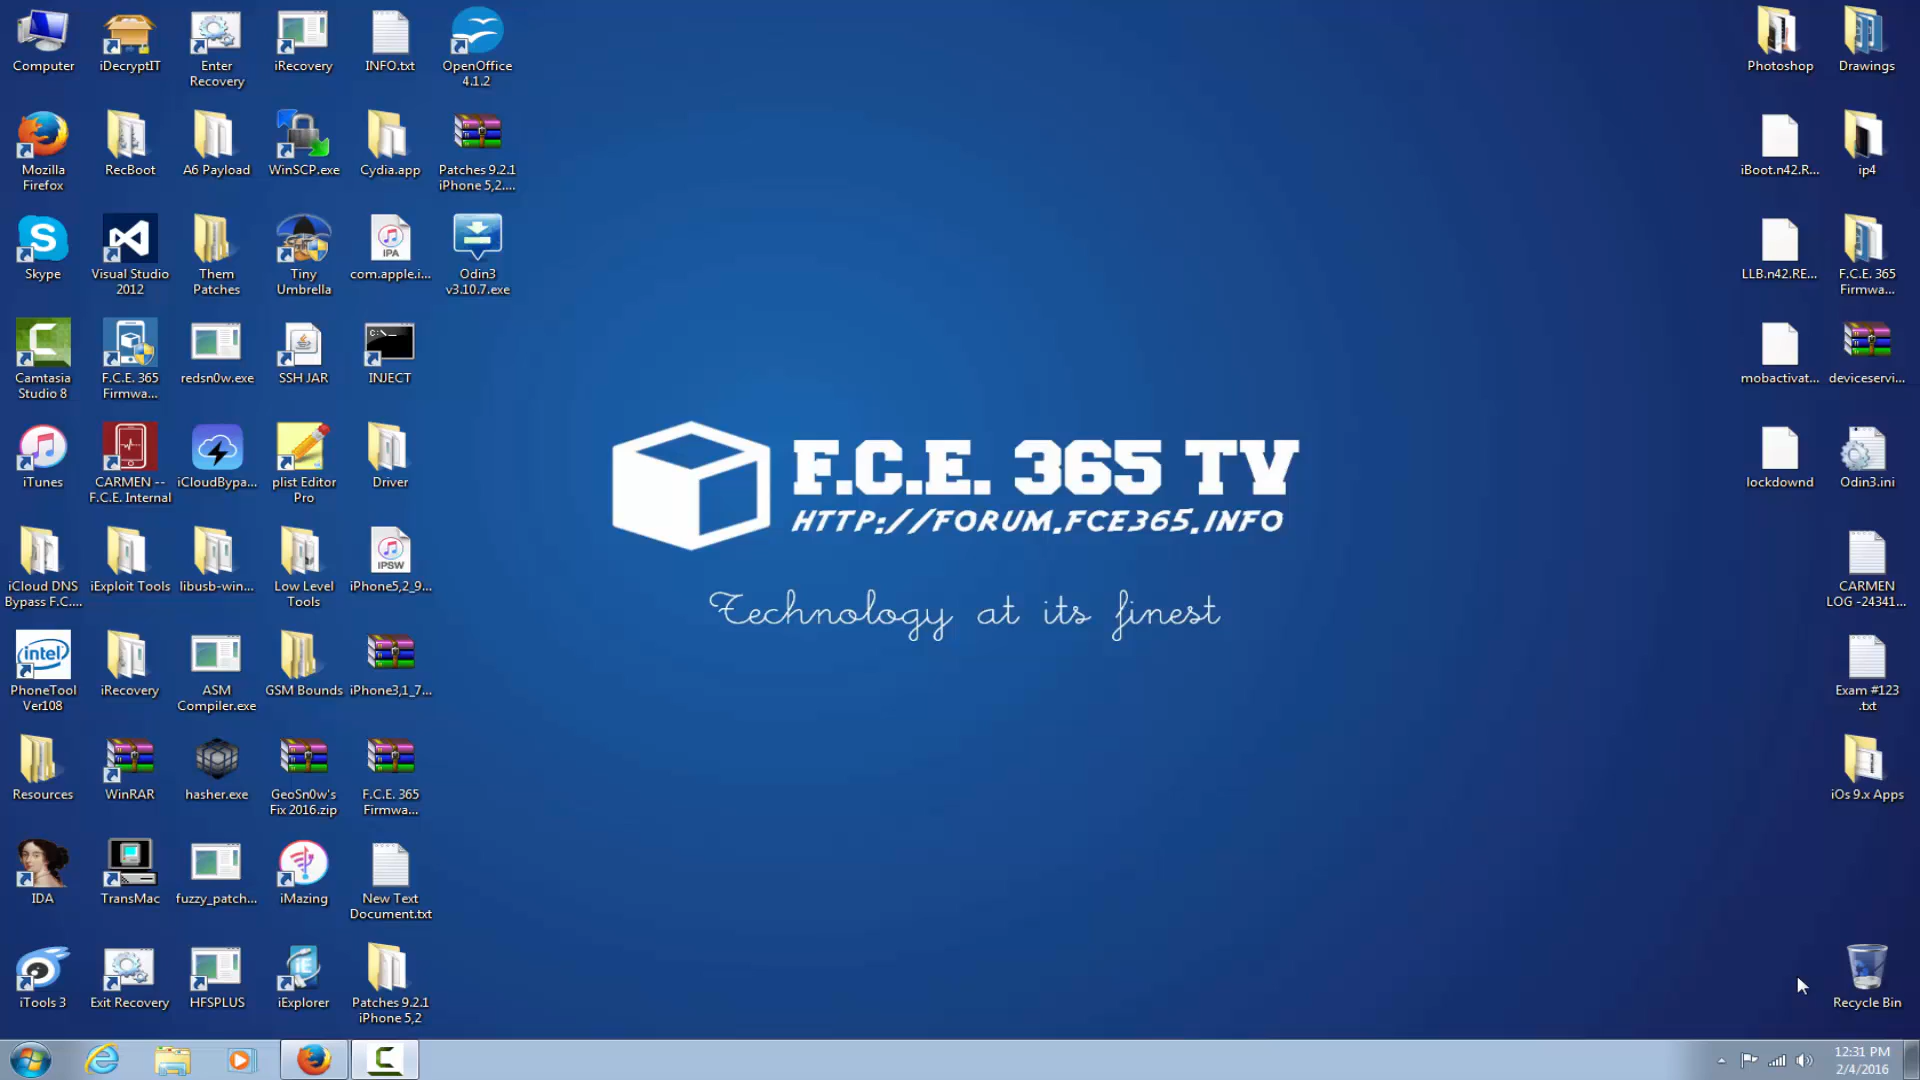 Computer
iDecryptIT
Enter
Recovery
iRecovery
INFO.txt
OpenOffice
4.1.2
Mozilla
Firefox
RecBoot
A6 Payload
WinSCP.exe
Cydia.app
Patches 9.2.1
iPhone 5,2....
Skype
Visual Studio
2012
Them
Patches
Tiny
Umbrella
IPA
com.apple.i...
Odin3
v3.10.7.exe
Camtasia
Studio 8
F.C.E. 365
Firmwa...
redsn0w.exe
SSH JAR
C:\_
INJECT
iTunes
CARMEN --
F.C.E. Internal
iCloudBypa...
plist Editor
Pro
Driver
iCloud DNS
Bypass F.C....
iExploit Tools
libusb-win...
Low Level
Tools
IPSW
iPhone5,2_9...
intel
PhoneTool
Ver108
iRecovery
ASM
Compiler.exe
GSM Bounds
iPhone3,1_7...
Resources
WinRAR
hasher.exe
GeoSn0w's
Fix 2016.zip
F.C.E. 365
Firmwa...
IDA
TransMac
fuzzy_patch...
iMazing
New Text
Document.txt
iTools 3
Exit Recovery
HFSPLUS
iE
iExplorer
Patches 9.2.1
iPhone 5,2
F.C.E. 365 TV
HTTP://FORUM.FCE365.INFO
Technology at its finest
Photoshop
Drawings
iBoot.n42.R...
ip4
LLB.n42.RE...
F.C.E. 365
Firmwa...
mobactivat...
deviceservi...
lockdownd
Odin3.ini
CARMEN
LOG -24341...
Exam #123
.txt
iOs 9.x Apps
Recycle Bin
12:31 PM
2/4/2016